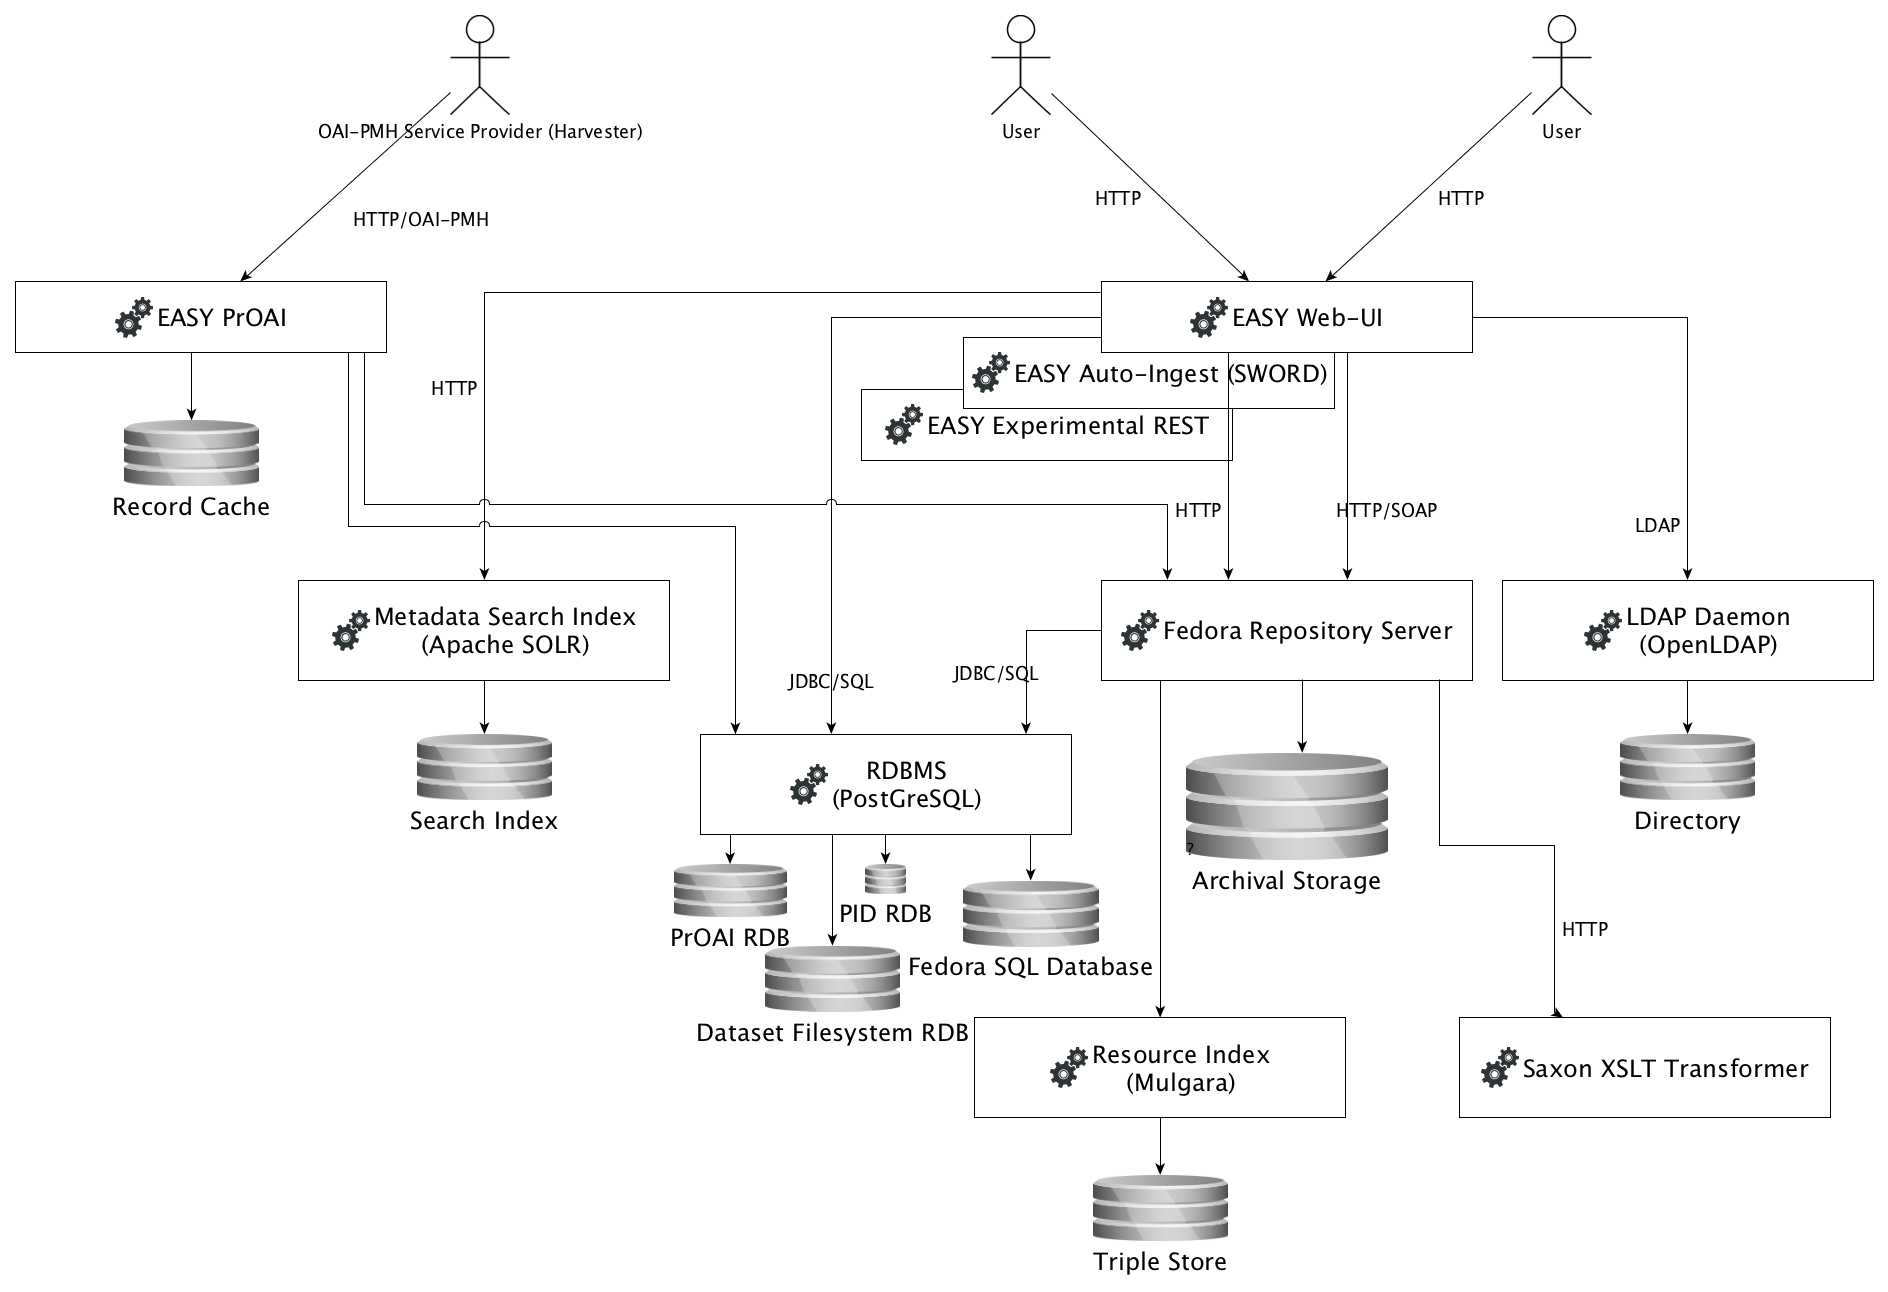 OAI-PMH Service Provider (Harvester)
User
User
HTTP/OAI-PMH
HTTP
HTTP
EASY PrOAI
EASY Web-UI
EASY Auto-Ingest (SWORD)
EASY Experimental REST
HTTP
Record Cache
HTTP
HTTP/SOAP
LDAP
Metadata Search Index
(Apache SOLR)
Fedora Repository Server
LDAP Daemon
(OpenLDAP)
JDBC/SQL
JDBC/SQL
Search Index
RDBMS
(PostGreSQL)
?
Archival Storage
Directory
PrOAI RDB
PID RDB
Fedora SQL Database
Dataset Filesystem RDB
HTTP
Resource Index
(Mulgara)
Saxon XSLT Transformer
Triple Store